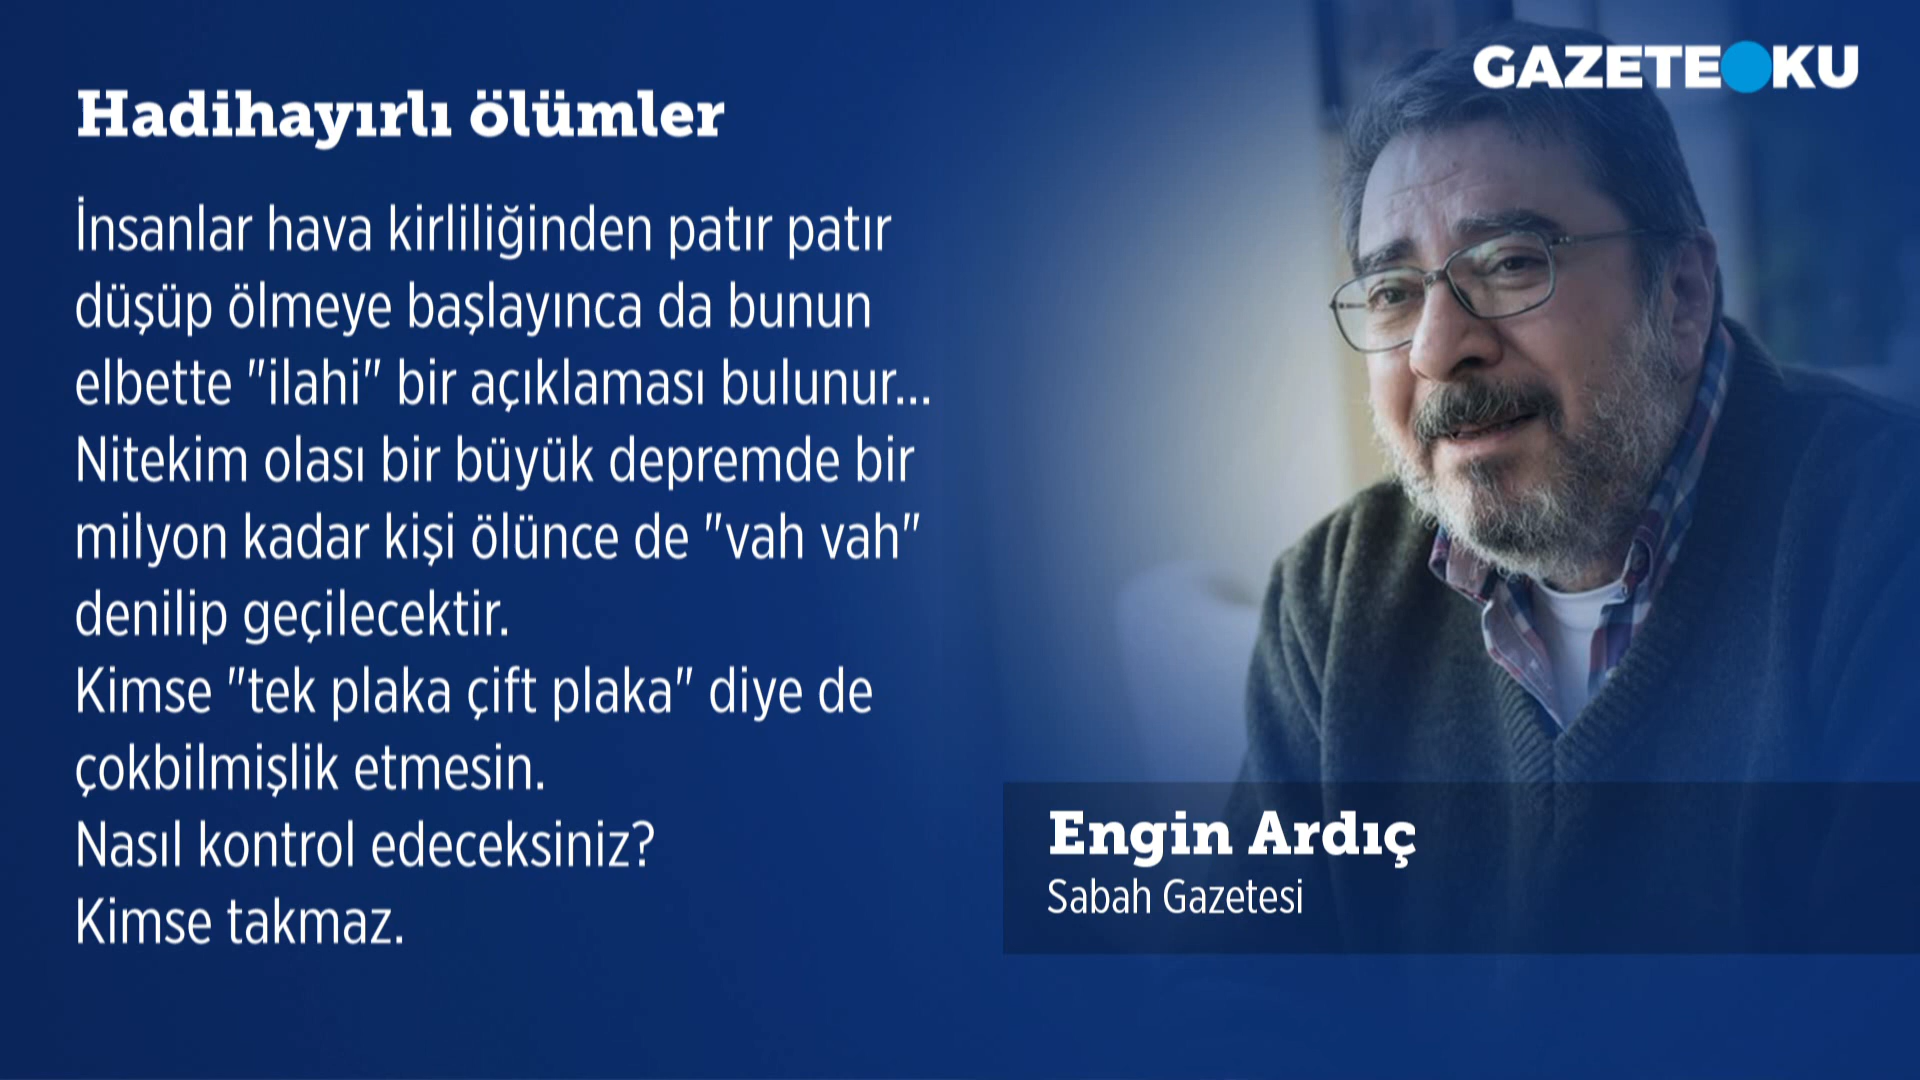 GAZETEOKU
Hadihayırlı ölümler
İnsanlar hava kirliliğinden patır patır
düşüp ölmeye başlayınca da bunun
elbette "ilahi" bir açıklaması bulunur...
Nitekim olası bir büyük depremde bir
milyon kadar kişi ölünce de "vah vah"
denilip geçilecektir.
Kimse "tek plaka çift plaka" diye de
çokbilmişlik etmesin.
Nasıl kontrol edeceksiniz?
Kimse takmaz.
Engin Ardıç
Sabah Gazetesi